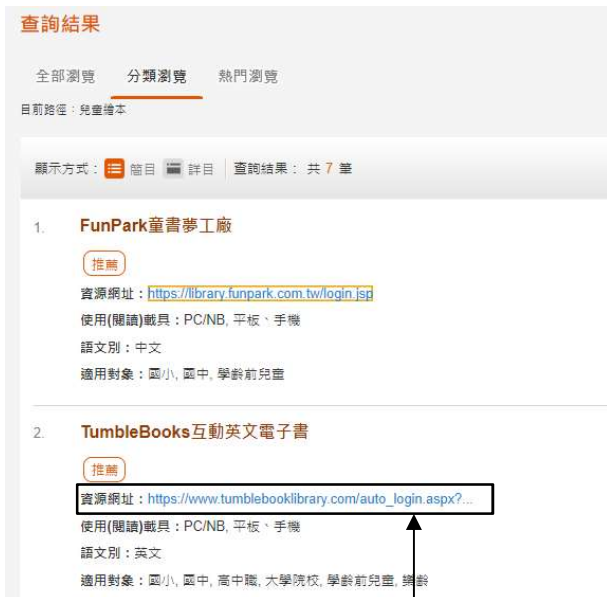 查詢結果
全部瀏覽 分類瀏覽 熱門瀏覽
目前路徑：兒童繪本
顯示方式： 簡目 詳目 查詢結果： 共 7 筆
1. FunPark童書夢工廠
推薦
資源網址：https://library.funpark.com.tw/login.jsp
使用(閱讀)載具：PC/NB, 平板、手機
語文別：中文
適用對象：國小, 國中, 學齡前兒童
2. TumbleBooks互動英文電子書
推薦
資源網址：https://www.tumblebooklibrary.com/auto_login.aspx?...
使用(閱讀)載具：PC/NB, 平板、手機
語文別：英文
適用對象：國小, 國中, 高中職, 大學院校, 學齡前兒童, 樂齡